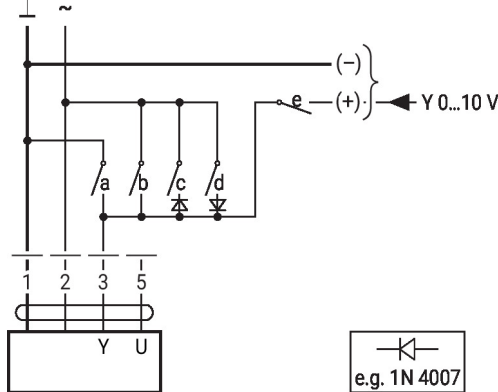 ⊥ ~
(−)
e (+) Y 0...10 V
a b c d
1 2 3 5
Y U
e.g. 1N 4007